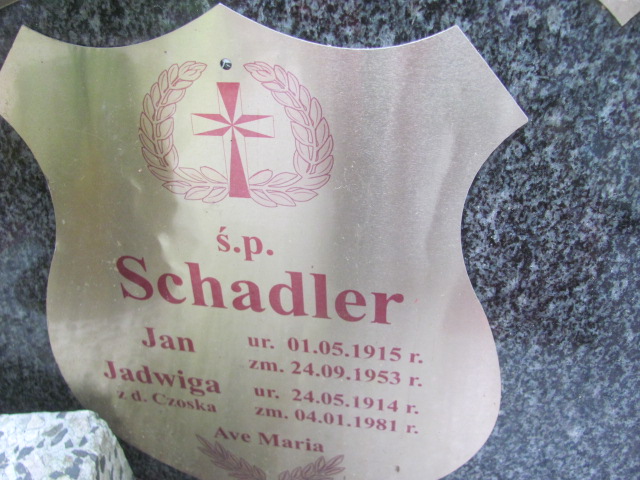 ś.p.
Schadler
Jan ur. 01.05.1915 r.
zm. 24.09.1953 r.
Jadwiga ur. 24.05.1914 r.
z d. Czoska zm. 04.01.1981 r.
Ave Maria